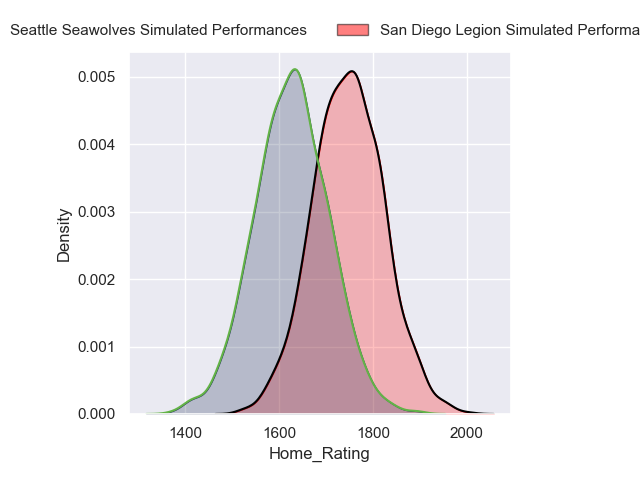 Seattle Seawolves Simulated Performances San Diego Legion Simulated Performa
0.005
0.004
0.003
0.002
0.001
0.000
Density
1400 1600 1800 2000
Home_Rating